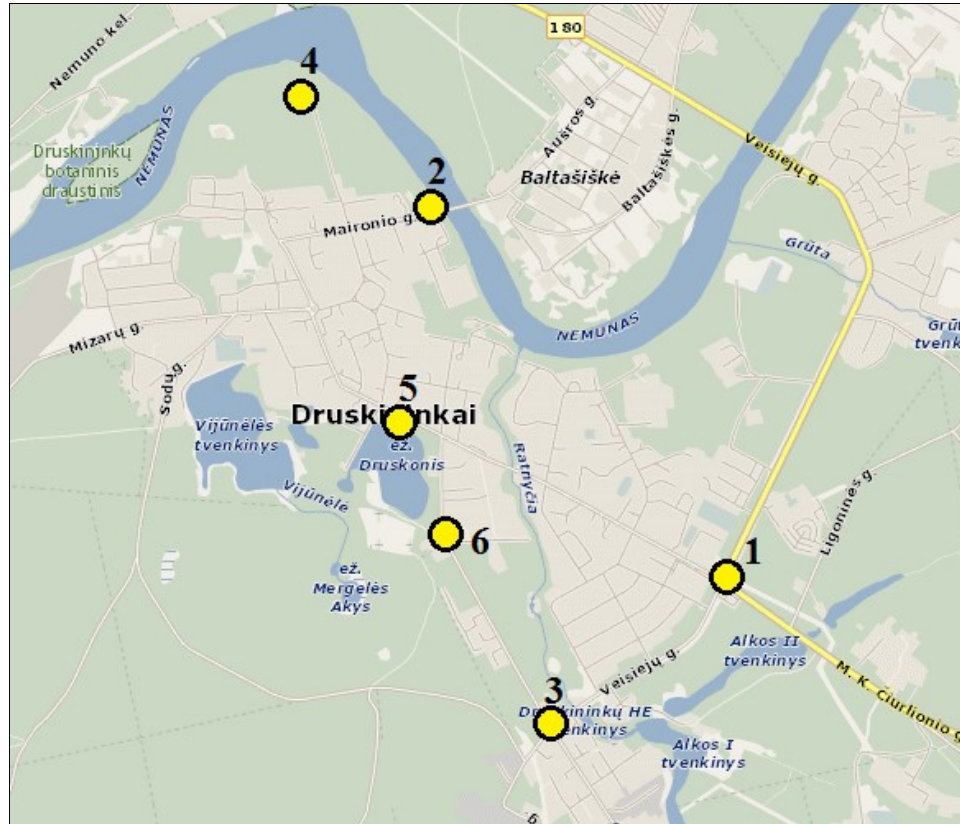 180
4
Nemuno kel.
NEMUNAS
Druskininkų
botaninis
draustinis
Aušros g.
Baltašiškės g.
Veisiejų g.
2
Baltašiškė
Maironio g.
Grūta
NEMUNAS
Mizarų g.
Sodų g.
5
Druskininkai
Vijūnėlės
tvenkinys
ež.
Druskonis
Ratnyčia
Vijūnėlė
Ligoninės g.
6
1
ež.
Mergelės
Akys
Alkos II
tvenkinys
Veisiejų g.
M. K. Čiurlionio g.
3
Druskininkų HE
tvenkinys
Alkos I
tvenkinys